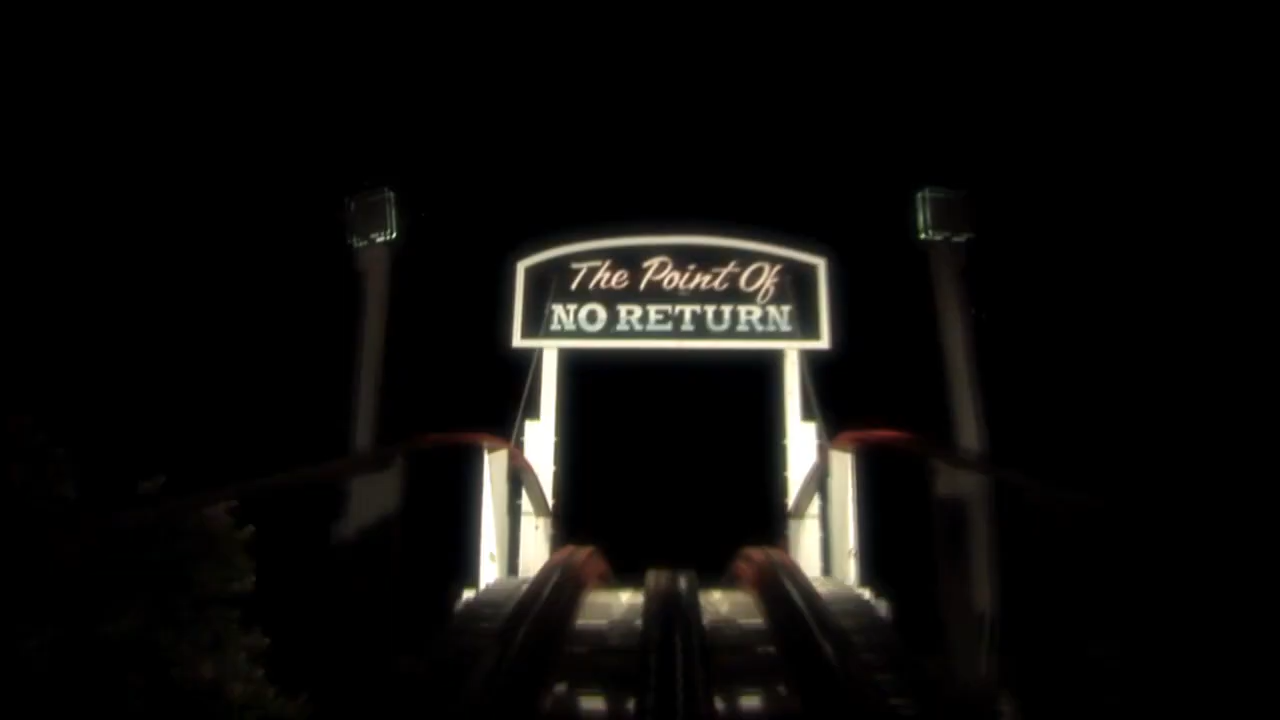 The Point Of
NO RETURN